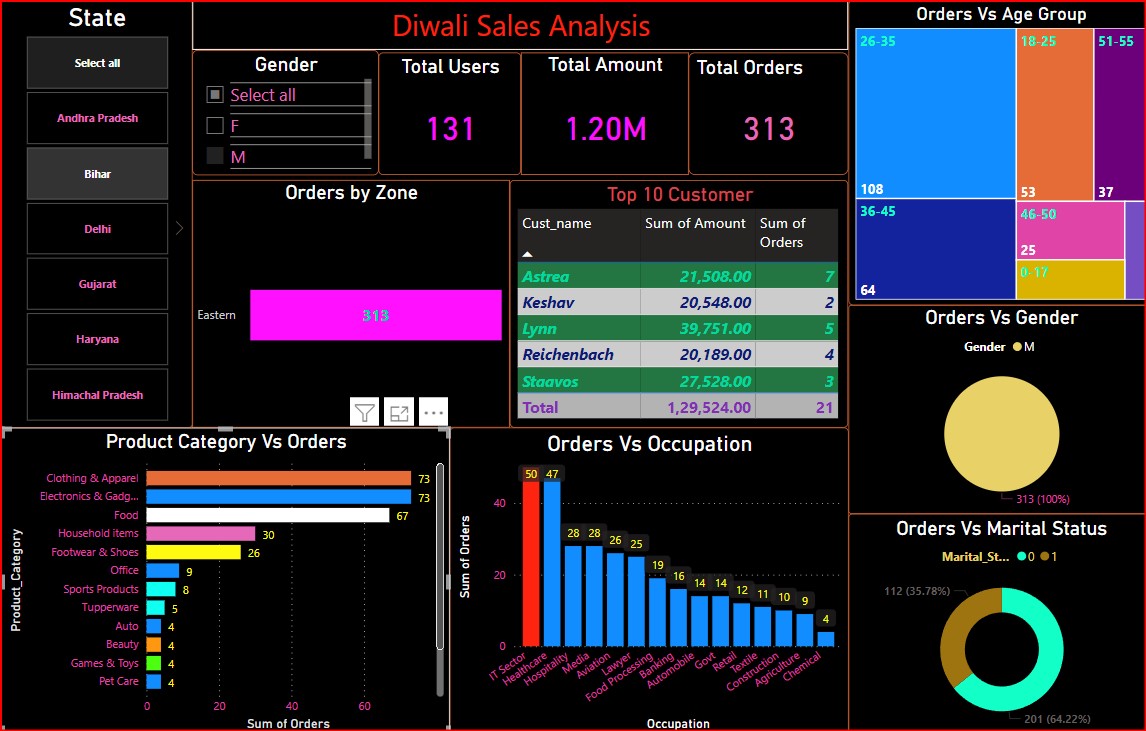 State
Select all
Andhra Pradesh
Bihar
Delhi
Gujarat
Haryana
Himachal Pradesh
Diwali Sales Analysis
Gender
Select all
F
M
Total Users
131
Total Amount
1.20M
Total Orders
313
Orders by Zone
Eastern
313
Top 10 Customer
Cust_name Sum of Amount Sum of Orders
Astrea 21,508.00 7
Keshav 20,548.00 2
Lynn 39,751.00 5
Reichenbach 20,189.00 4
Staavos 27,528.00 3
Total 1,29,524.00 21
Orders Vs Age Group
26-35
108
18-25
53
51-55
37
36-45
64
46-50
25
0-17
Orders Vs Gender
Gender M
313 (100%)
Product Category Vs Orders
Product_Category
Clothing & Apparel 73
Electronics & Gadg... 73
Food 67
Household items 30
Footwear & Shoes 26
Office 9
Sports Products 8
Tupperware 5
Auto 4
Beauty 4
Games & Toys 4
Pet Care 4
0 20 40 60
Sum of Orders
Orders Vs Occupation
Sum of Orders
40
20
0
50 47 28 28 26 25 19 16 14 14 12 11 10 9 4
IT Sector
Healthcare
Hospitality
Media
Aviation
Lawyer
Food Processing
Banking
Automobile
Govt
Retail
Textile
Construction
Agriculture
Chemical
Occupation
Orders Vs Marital Status
Marital_St... 0 1
112 (35.78%)
201 (64.22%)